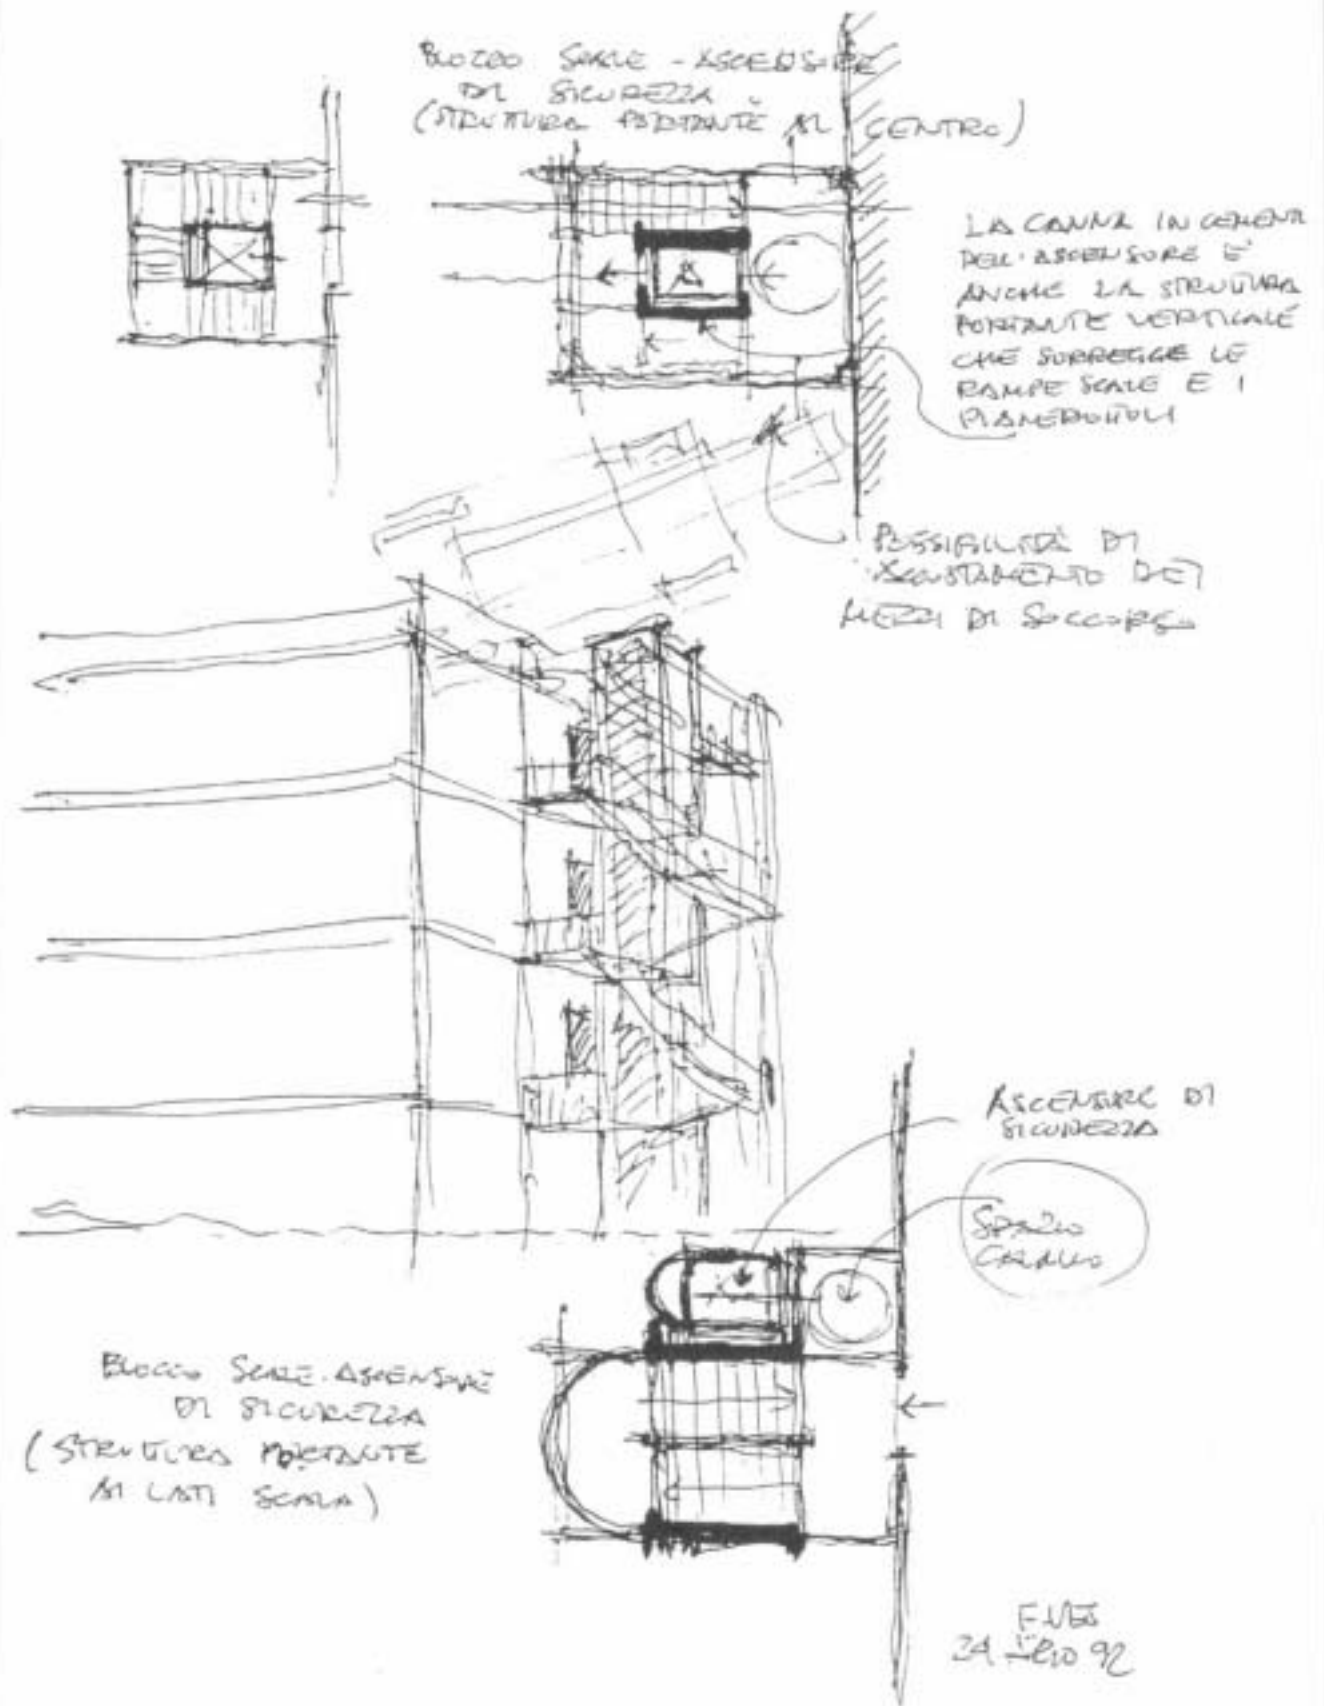 BLOCCO SCALE - ASCENSORE
DI SICUREZZA
(STRUTTURA PORTANTE AL CENTRO)
LA CANNA IN CEMENTO
DELL'ASCENSORE E'
ANCHE LA STRUTTURA
PORTANTE VERTICALE
CHE SORREGGE LE
RAMPE SCALE E I
PIANEROTTOLI
POSSIBILITÀ DI
ACCOSTAMENTO DEI
MEZZI DI SOCCORSO
ASCENSORE DI
SICUREZZA
SPAZIO
CALMO
BLOCCO SCALE-ASCENSORE
DI SICUREZZA
(STRUTTURA PORTANTE
AI LATI SCALA)
92